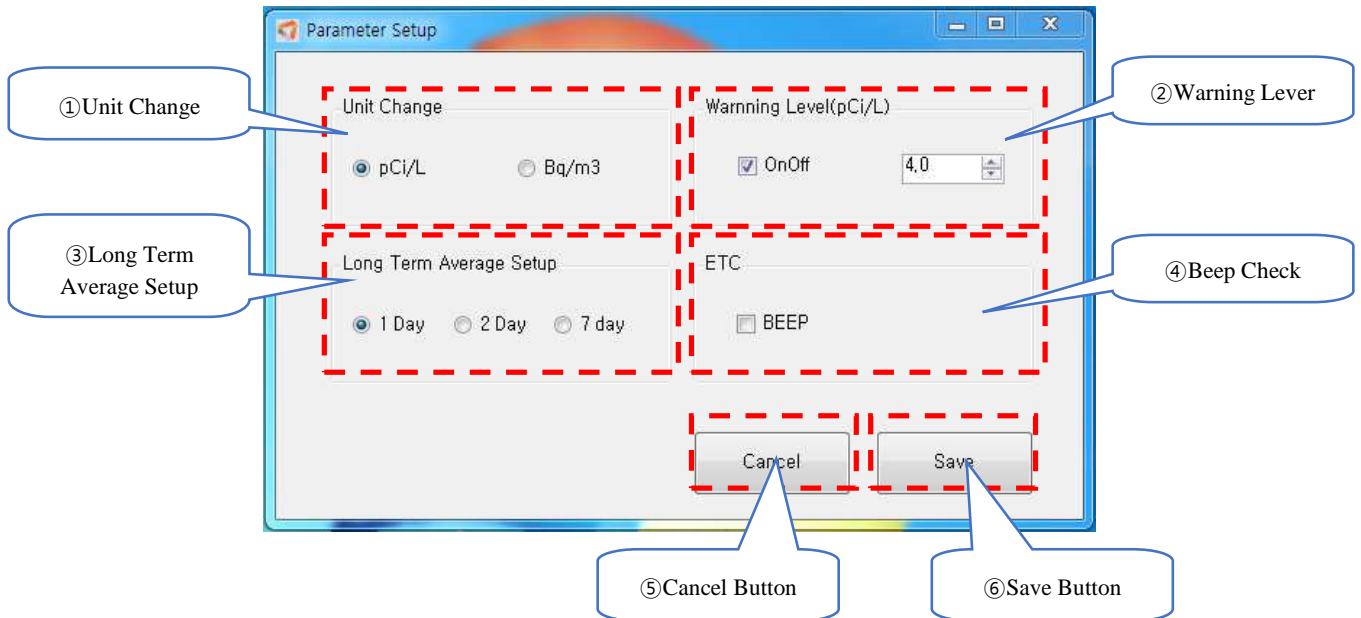 Parameter Setup
①Unit Change
②Warning Lever
Unit Change
Warnning Level(pCi/L)
pCi/L
Bq/m3
OnOff
4.0
③Long Term
Average Setup
④Beep Check
Long Term Average Setup
ETC
1 Day
2 Day
7 day
BEEP
Cancel
Save
⑤Cancel Button
⑥Save Button